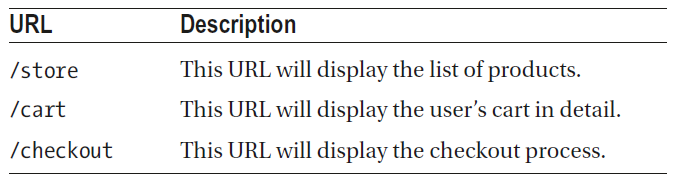 URL Description
/store This URL will display the list of products.
/cart This URL will display the user’s cart in detail.
/checkout This URL will display the checkout process.